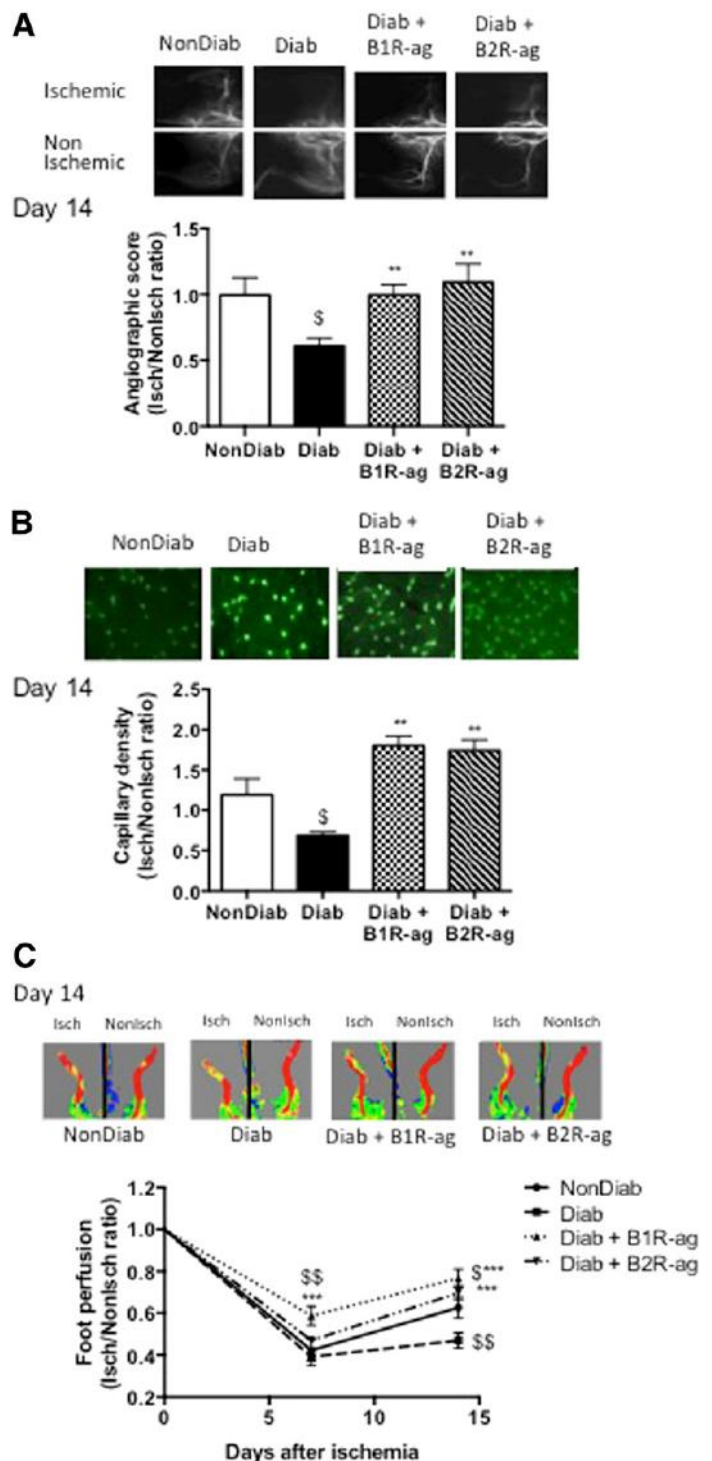 A
NonDiab
Diab
Diab +
B1R-ag
Diab +
B2R-ag
Ischemic
Non
Ischemic
Day 14
Angiographic score
(Isch/NonIsch ratio)
1.5
1.0
0.5
0.0
$
**
**
NonDiab
Diab
Diab +
B1R-ag
Diab +
B2R-ag
B
NonDiab
Diab
Diab +
B1R-ag
Diab +
B2R-ag
Day 14
Capillary density
(Isch/NonIsch ratio)
2.5
2.0
1.5
1.0
0.5
0.0
$
**
**
NonDiab
Diab
Diab +
B1R-ag
Diab +
B2R-ag
C
Day 14
Isch NonIsch
Isch NonIsch
Isch NonIsch
Isch NonIsch
NonDiab
Diab
Diab + B1R-ag
Diab + B2R-ag
Foot perfusion
(Isch/NonIsch ratio)
1.2
1.0
0.8
0.6
0.4
0.2
$$
***
$***
***
$$
NonDiab
Diab
Diab + B1R-ag
Diab + B2R-ag
0 5 10 15
Days after ischemia